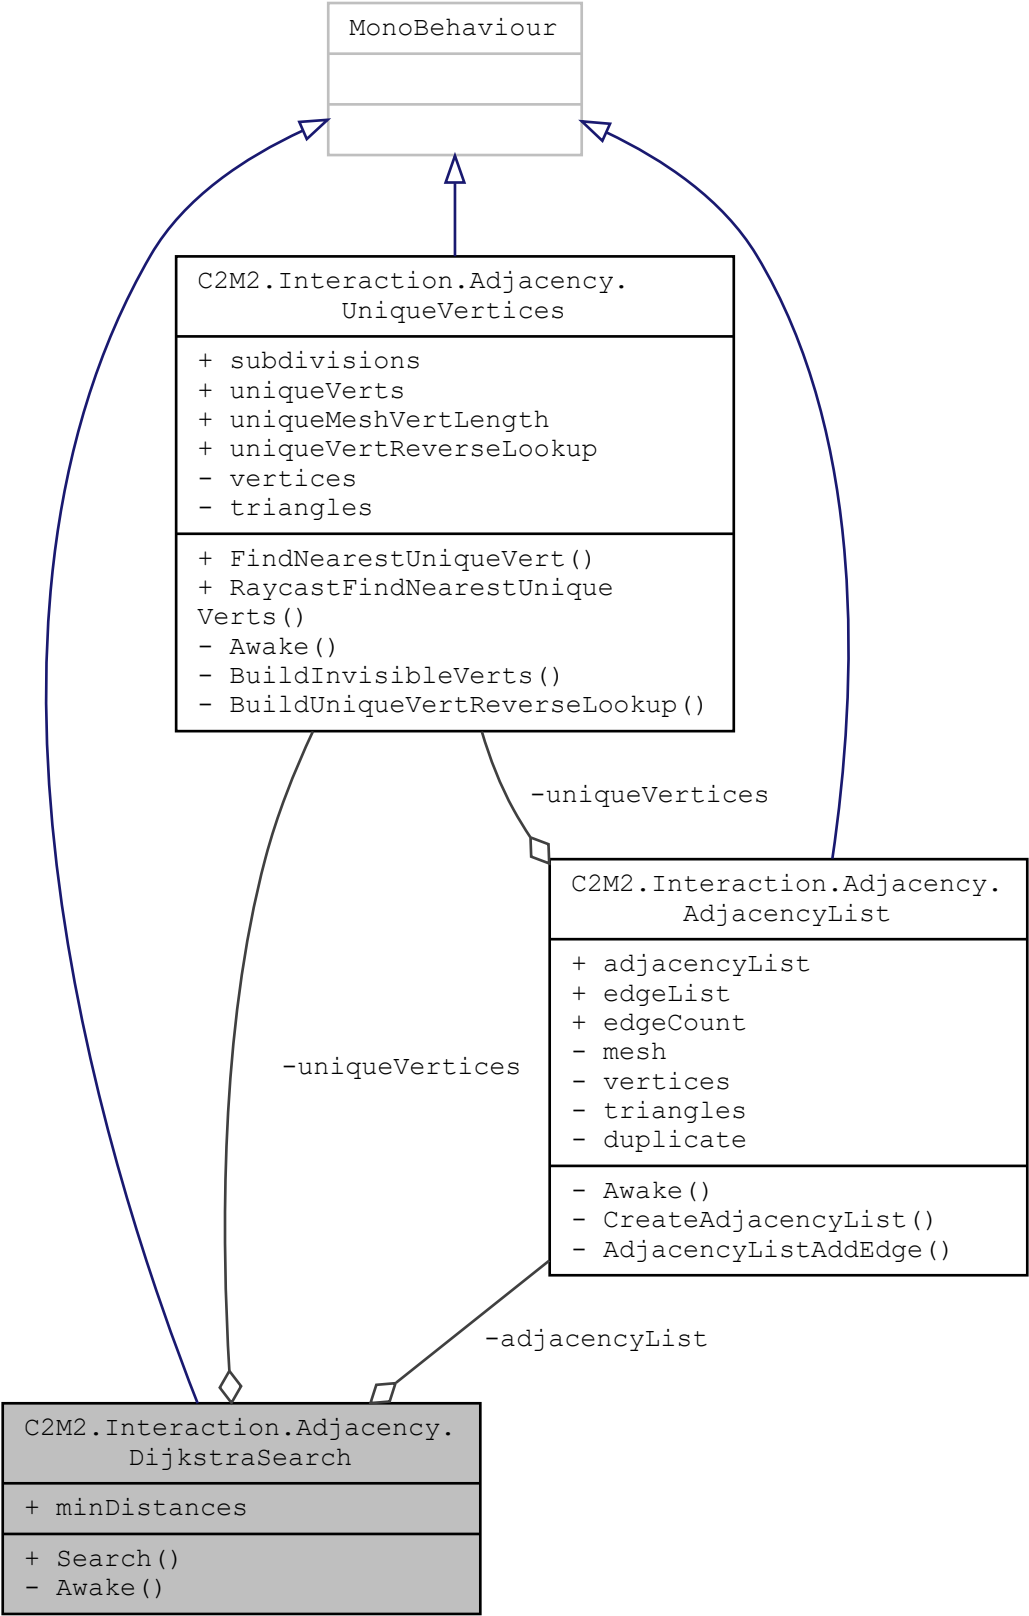 MonoBehaviour
C2M2.Interaction.Adjacency.
UniqueVertices
+ subdivisions
+ uniqueVerts
+ uniqueMeshVertLength
+ uniqueVertReverseLookup
- vertices
- triangles
+ FindNearestUniqueVert()
+ RaycastFindNearestUnique
Verts()
- Awake()
- BuildInvisibleVerts()
- BuildUniqueVertReverseLookup()
-uniqueVertices
C2M2.Interaction.Adjacency.
AdjacencyList
+ adjacencyList
+ edgeList
+ edgeCount
- mesh
- vertices
- triangles
- duplicate
- Awake()
- CreateAdjacencyList()
- AdjacencyListAddEdge()
-uniqueVertices
-adjacencyList
C2M2.Interaction.Adjacency.
DijkstraSearch
+ minDistances
+ Search()
- Awake()